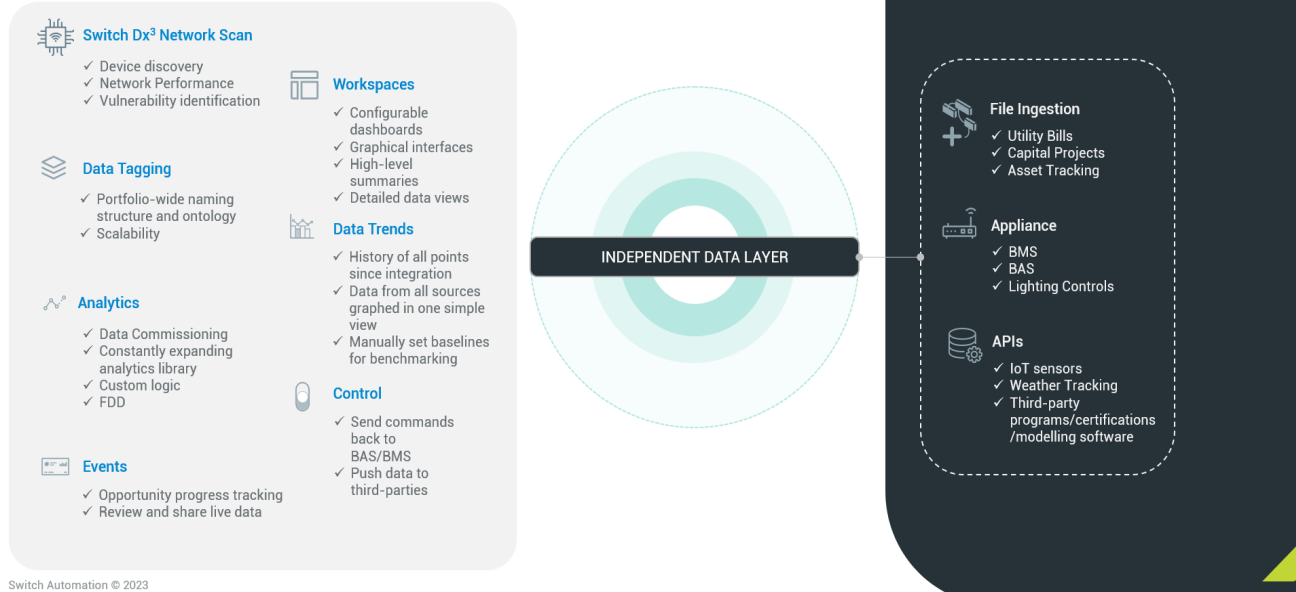 Switch Dx³ Network Scan
✓ Device discovery
✓ Network Performance
✓ Vulnerability identification
Data Tagging
✓ Portfolio-wide naming
structure and ontology
✓ Scalability
Analytics
✓ Data Commissioning
✓ Constantly expanding
analytics library
✓ Custom logic
✓ FDD
Events
✓ Opportunity progress tracking
✓ Review and share live data
Workspaces
✓ Configurable
dashboards
✓ Graphical interfaces
✓ High-level
summaries
✓ Detailed data views
Data Trends
✓ History of all points
since integration
✓ Data from all sources
graphed in one simple
view
✓ Manually set baselines
for benchmarking
Control
✓ Send commands
back to
BAS/BMS
✓ Push data to
third-parties
INDEPENDENT DATA LAYER
File Ingestion
✓ Utility Bills
✓ Capital Projects
✓ Asset Tracking
Appliance
✓ BMS
✓ BAS
✓ Lighting Controls
APIs
✓ IoT sensors
✓ Weather Tracking
✓ Third-party
programs/certifications
/modelling software
Switch Automation © 2023